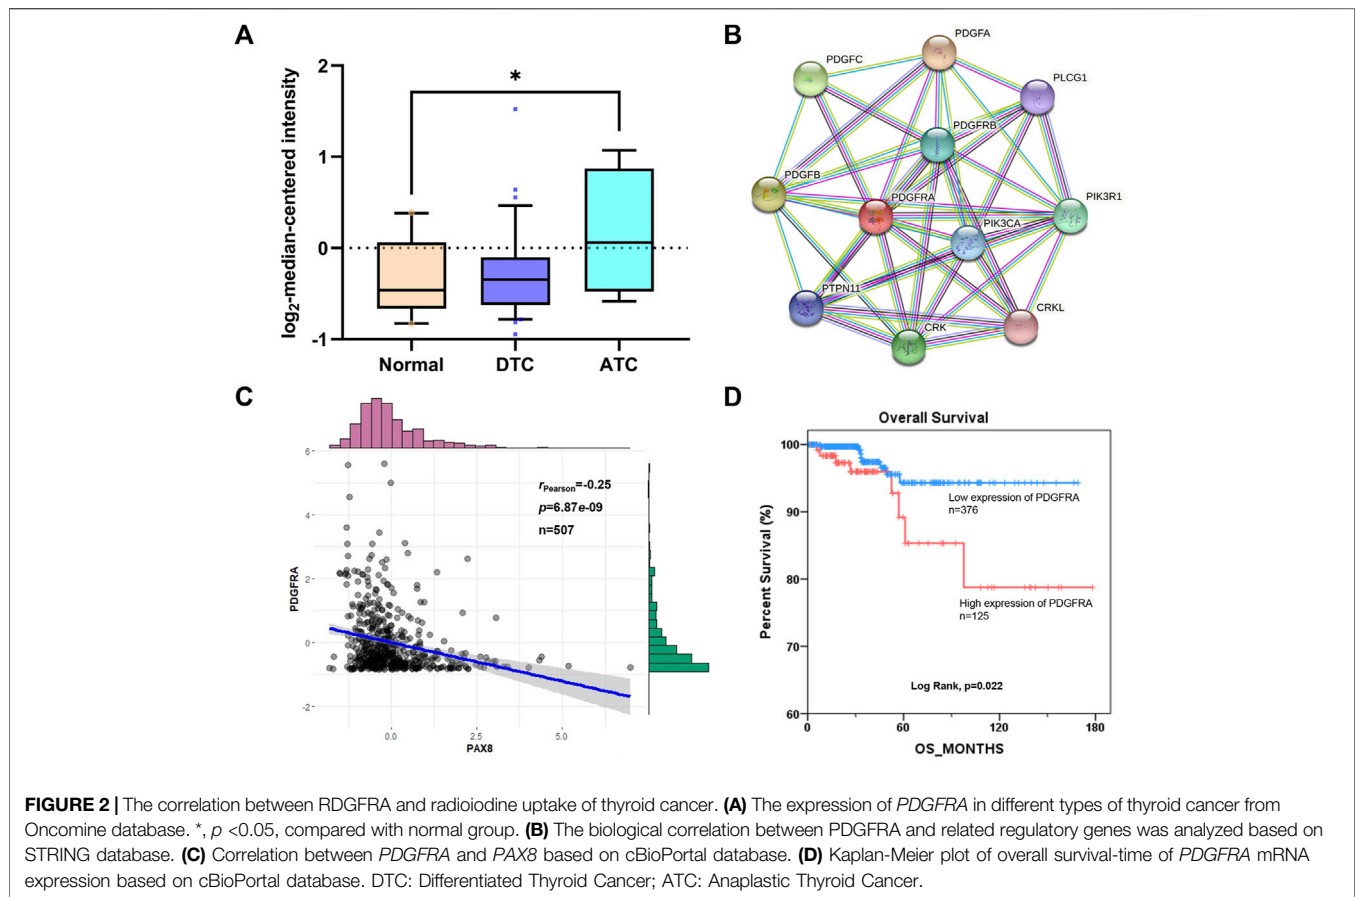 A
log2-median-centered intensity
2
1
0
-1
*
Normal
DTC
ATC
B
PDGFA
PDGFC
PLCG1
PDGFRB
PDGFB
PDGFRA
PIK3R1
PIK3CA
PTPN11
CRKL
CRK
C
PDGFRA
6
4
2
0
-2
rPearson=-0.25
p=6.87e-09
n=507
0.0
2.5
5.0
PAX8
D
Overall Survival
Percent Survival (%)
100
90
80
70
60
Low expression of PDGFRA
n=376
High expression of PDGFRA
n=125
Log Rank, p=0.022
0
60
120
180
OS_MONTHS
FIGURE 2 | The correlation between RDGFRA and radioiodine uptake of thyroid cancer. (A) The expression of PDGFRA in different types of thyroid cancer from
Oncomine database. *, p <0.05, compared with normal group. (B) The biological correlation between PDGFRA and related regulatory genes was analyzed based on
STRING database. (C) Correlation between PDGFRA and PAX8 based on cBioPortal database. (D) Kaplan-Meier plot of overall survival-time of PDGFRA mRNA
expression based on cBioPortal database. DTC: Differentiated Thyroid Cancer; ATC: Anaplastic Thyroid Cancer.